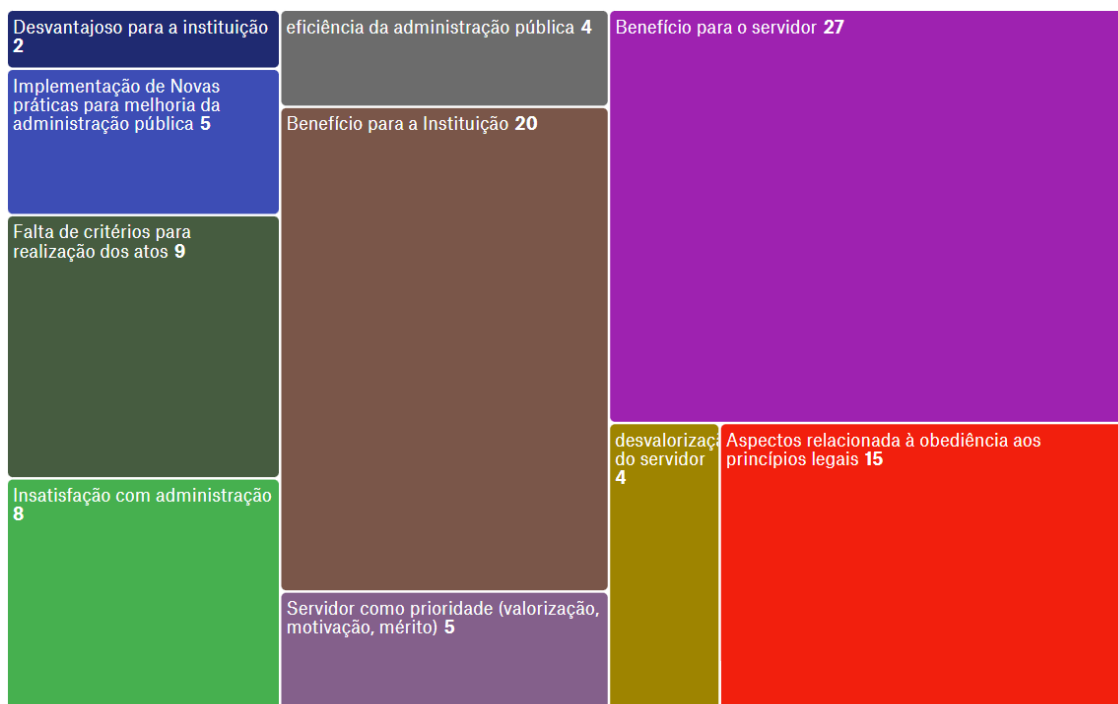 Desvantajoso para a instituição
2
Implementação de Novas
práticas para melhoria da
administração pública 5
Falta de critérios para
realização dos atos 9
Insatisfação com administração
8
eficiência da administração pública 4
Benefício para a Instituição 20
Servidor como prioridade (valorização,
motivação, mérito) 5
Benefício para o servidor 27
desvalorizaç
do servidor
4
Aspectos relacionada à obediência aos
princípios legais 15